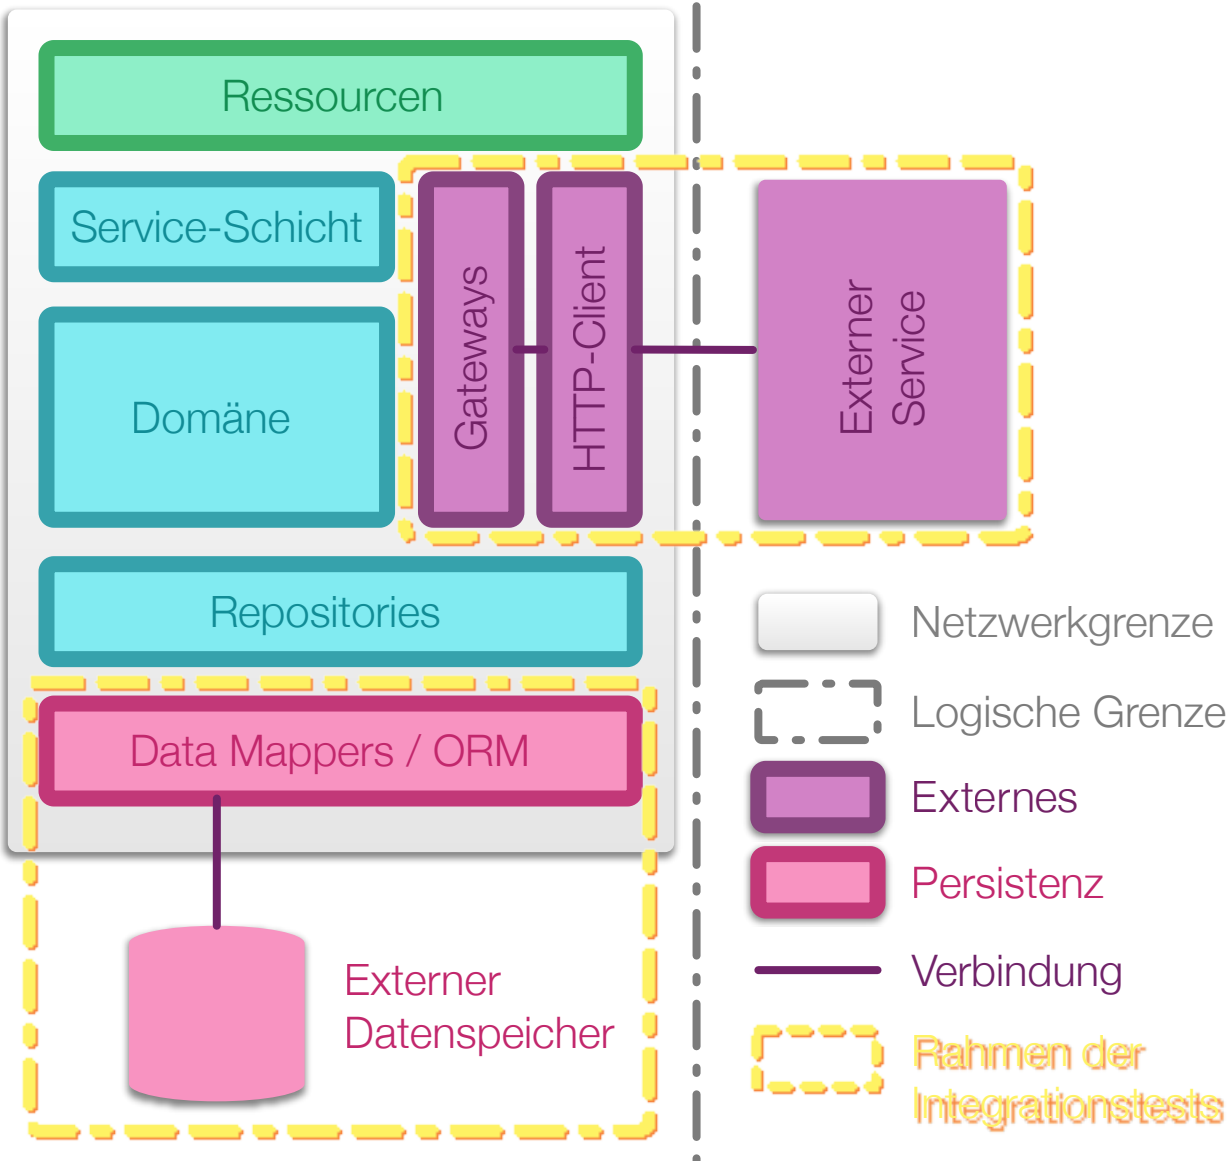 Ressourcen
Service-Schicht
Domäne
Gateways
HTTP-Client
Externer
Service
Repositories
Data Mappers / ORM
Externer
Datenspeicher
Netzwerkgrenze
Logische Grenze
Externes
Persistenz
Verbindung
Rahmen der
Integrationstests